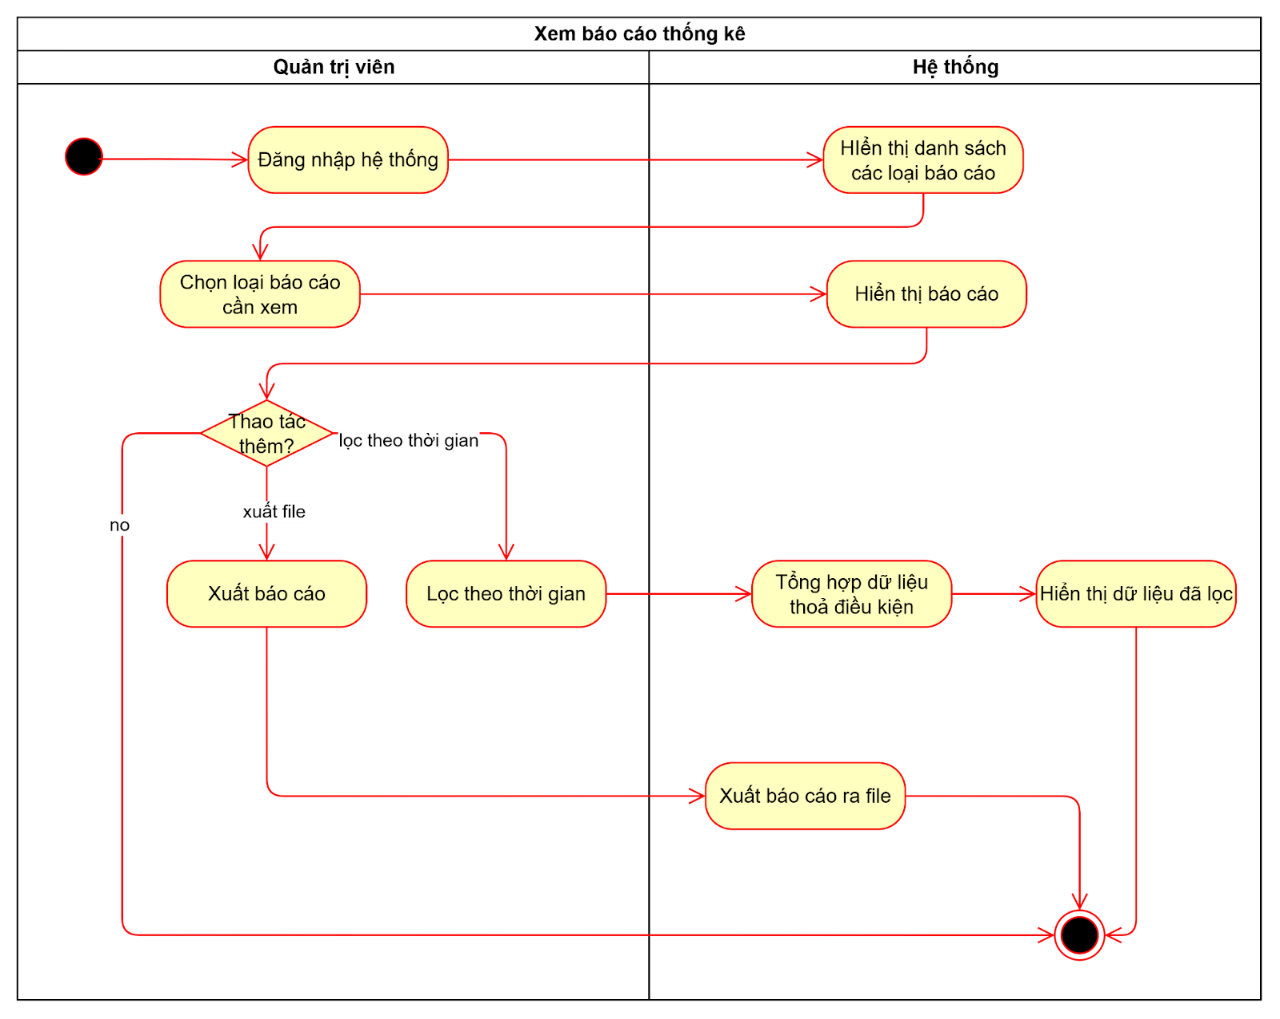 Xem báo cáo thống kê
Quản trị viên
Hệ thống
Đăng nhập hệ thống
HIển thị danh sách
các loại báo cáo
Chọn loại báo cáo
cần xem
Hiển thị báo cáo
Thao tác
thêm?
lọc theo thời gian
no
xuất file
Xuất báo cáo
Lọc theo thời gian
Tổng hợp dữ liệu
thoả điều kiện
Hiển thị dữ liệu đã lọc
Xuất báo cáo ra file